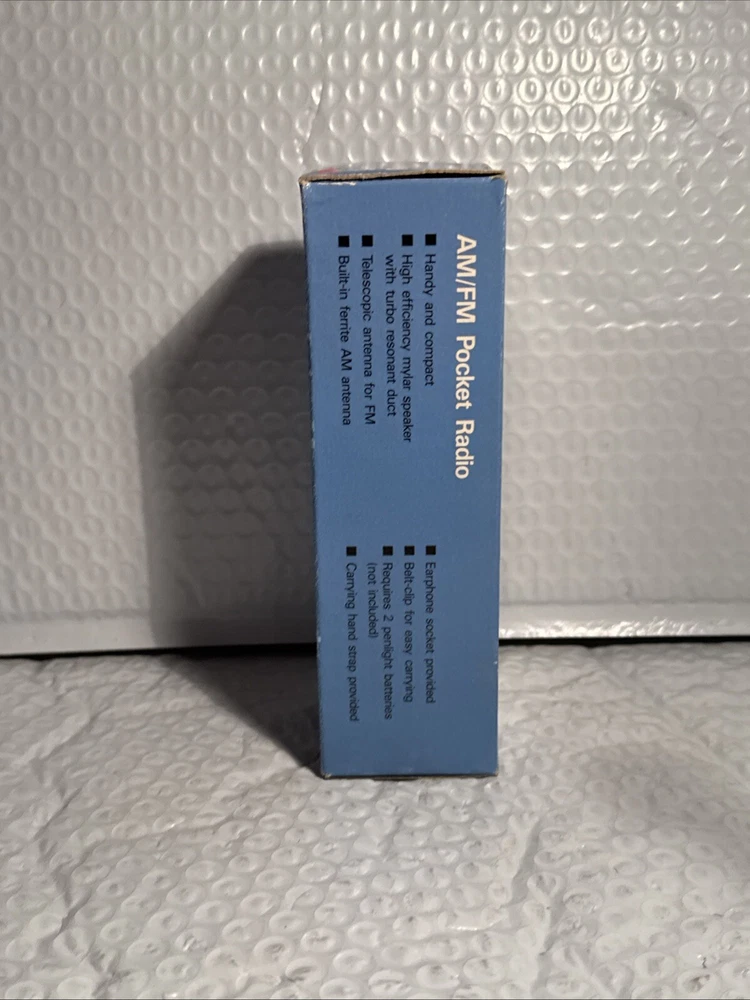 AM/FM Pocket Radio
■ Handy and compact
■ High efficiency mylar speaker
with turbo resonant duct
■ Telescopic antenna for FM
■ Built-in ferrite AM antenna
■ Earphone socket provided
■ Belt-clip for easy carrying
■ Requires 2 penlight batteries
(not included)
■ Carrying hand strap provided